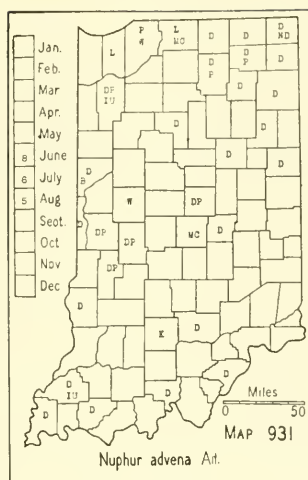 P L D D D
L W MC ND
D
D P
DP D D
IU
D D
D
D
B
W DP
D
DP MC D
DP
DP
D
K D
D D
IU
D D D
Jan.
Feb.
Mar
Apr.
May
8 June
6 July
5 Aug
Sept.
Oct
Nov
Dec
Miles
0 50
MAP 931
Nuphur advena Ait.